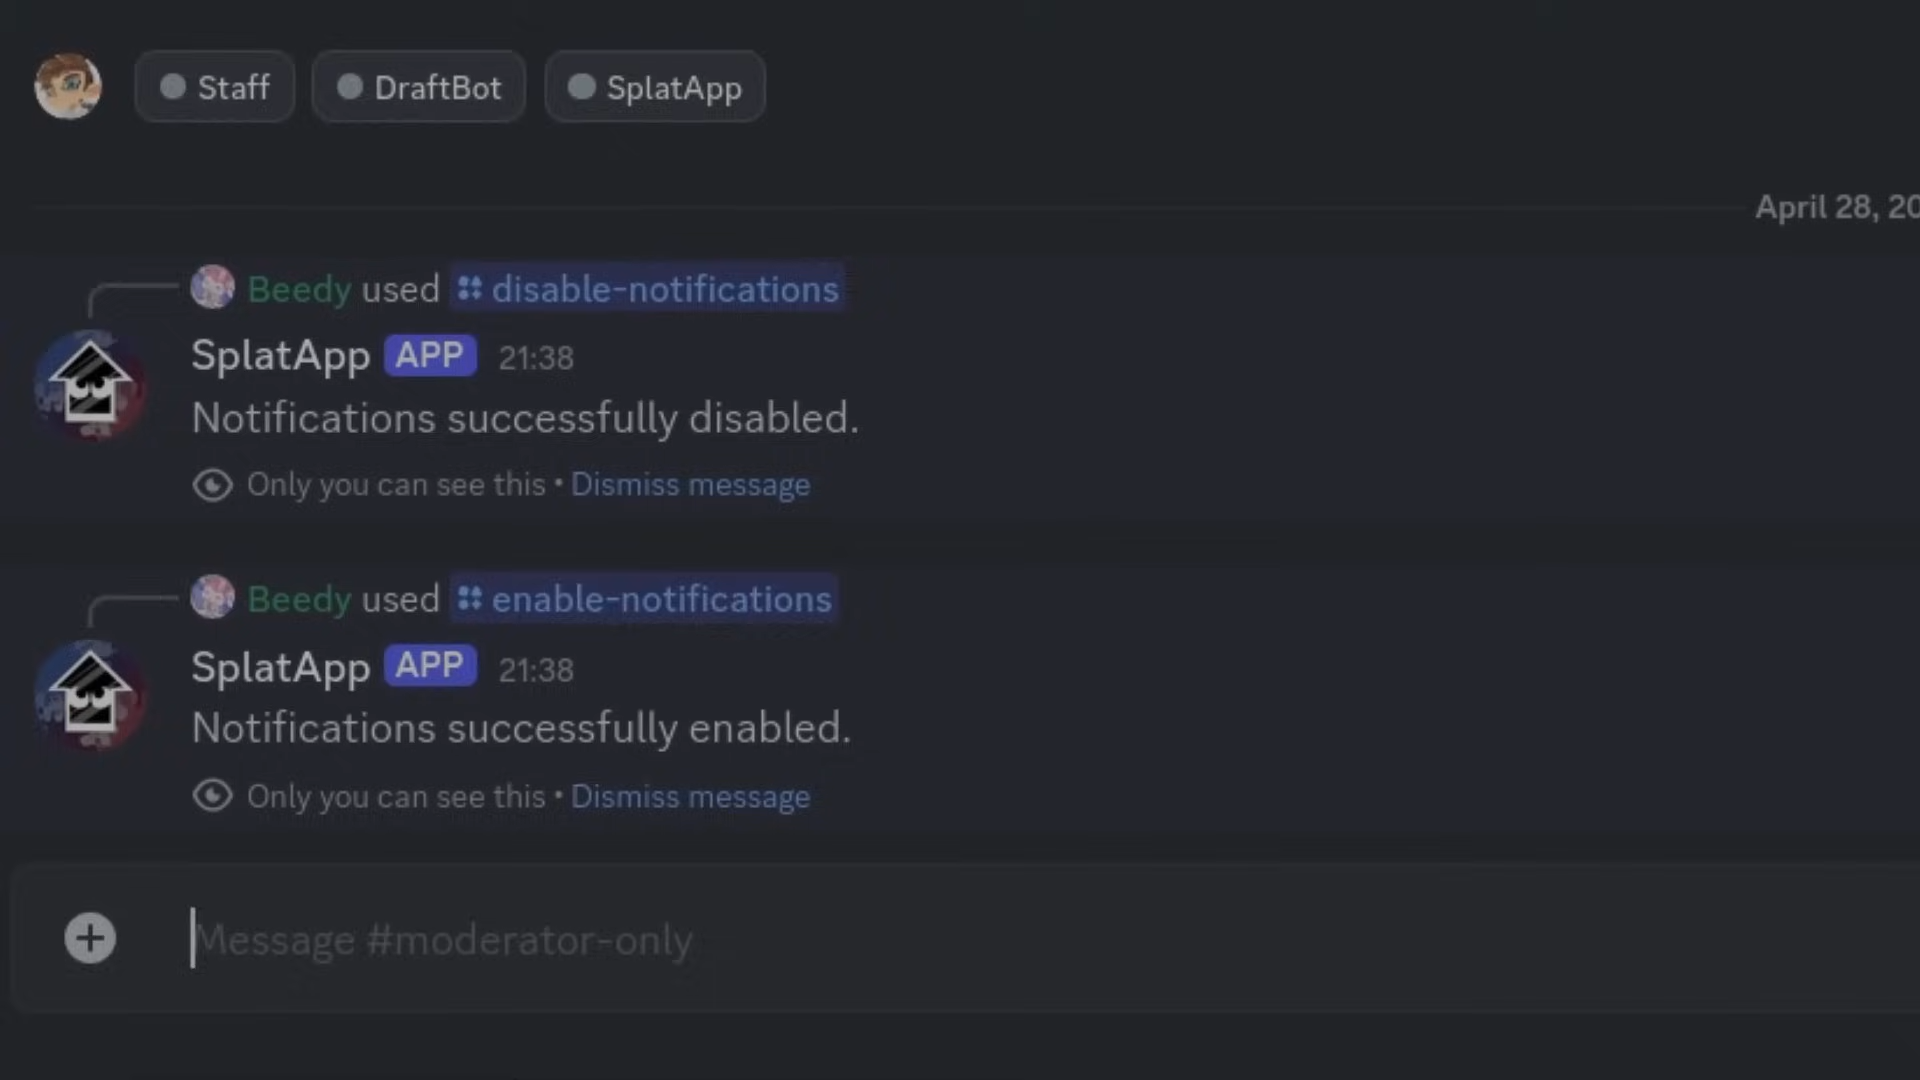 Staff DraftBot SplatApp
April 28, 20
Beedy used disable-notifications
SplatApp APP 21:38
Notifications successfully disabled.
Only you can see this • Dismiss message
Beedy used enable-notifications
SplatApp APP 21:38
Notifications successfully enabled.
Only you can see this • Dismiss message
Message #moderator-only